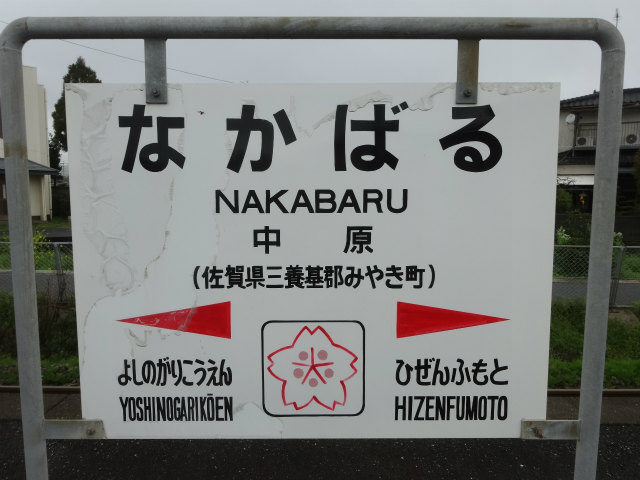 なかばる
NAKABARU
中原
(佐賀県三養基郡みやき町)
よしのがりこうえん
YOSHINOGARIKŌEN
ひぜんふもと
HIZENFUMOTO